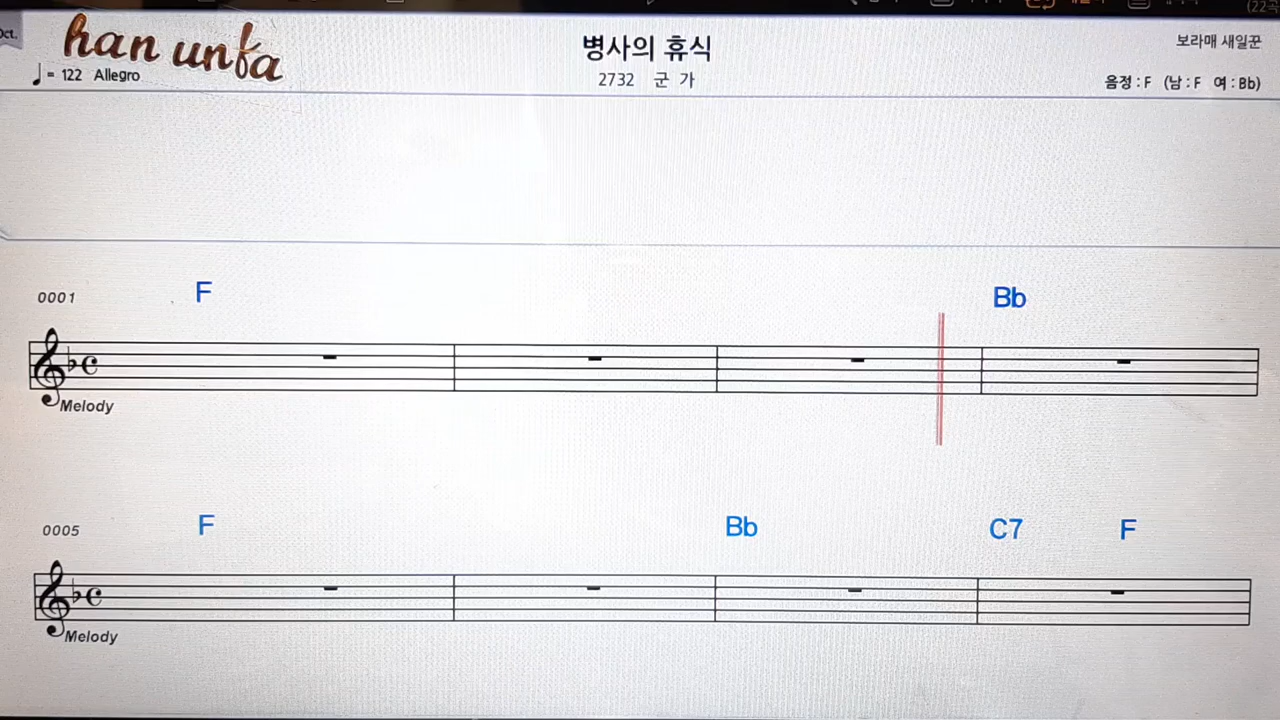 Oct.
han unfa
♩ = 122 Allegro
병사의 휴식
2732 군 가
보라매 새일꾼
음정 : F (남 : F 여 : Bb)
0001 F Bb
Melody
0005 F Bb C7 F
Melody